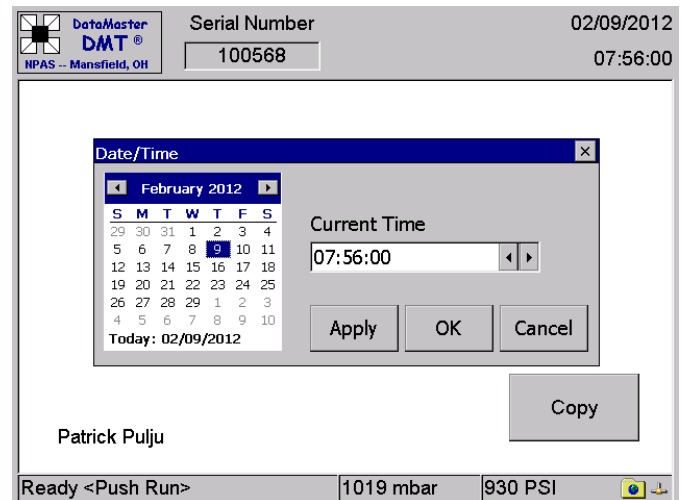 DataMaster
DMT ®
NPAS -- Mansfield, OH
Serial Number
100568
02/09/2012
07:56:00
Date/Time
February 2012
S M T W T F S
29 30 31 1 2 3 4
5 6 7 8 9 10 11
12 13 14 15 16 17 18
19 20 21 22 23 24 25
26 27 28 29 1 2 3
4 5 6 7 8 9 10
Today: 02/09/2012
Current Time
07:56:00
Apply OK Cancel
Copy
Patrick Pulju
Ready <Push Run> 1019 mbar 930 PSI